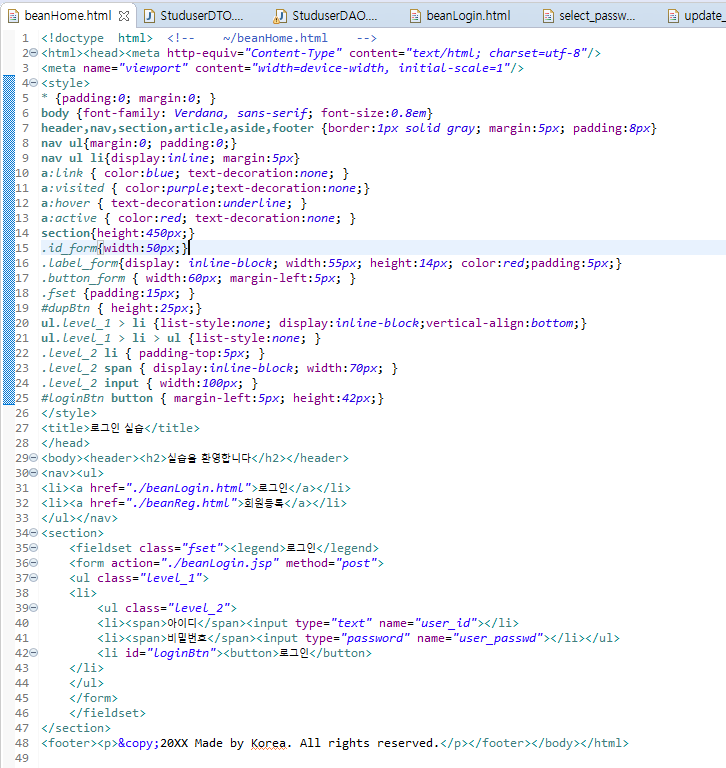 beanHome.html StuduserDTO.... StuduserDAO.... beanLogin.html select_passw... update_
1 <!doctype  html>  <!--   ~/beanHome.html    -->
2 <html><head><meta http-equiv="Content-Type" content="text/html; charset=utf-8"/>
3 <meta name="viewport" content="width=device-width, initial-scale=1"/>
4 <style>
5 * {padding:0; margin:0; }
6 body {font-family: Verdana, sans-serif; font-size:0.8em}
7 header,nav,section,article,aside,footer {border:1px solid gray; margin:5px; padding:8px}
8 nav ul{margin:0; padding:0;}
9 nav ul li{display:inline; margin:5px}
10 a:link { color:blue; text-decoration:none; }
11 a:visited { color:purple;text-decoration:none;}
12 a:hover { text-decoration:underline; }
13 a:active { color:red; text-decoration:none; }
14 section{height:450px;}
15 .id_form{width:50px;}
16 .label_form{display: inline-block; width:55px; height:14px; color:red;padding:5px;}
17 .button_form { width:60px; margin-left:5px; }
18 .fset {padding:15px; }
19 #dupBtn { height:25px;}
20 ul.level_1 > li {list-style:none; display:inline-block;vertical-align:bottom;}
21 ul.level_1 > li > ul {list-style:none; }
22 .level_2 li { padding-top:5px; }
23 .level_2 span { display:inline-block; width:70px; }
24 .level_2 input { width:100px; }
25 #loginBtn button { margin-left:5px; height:42px;}
26 </style>
27 <title>로그인 실습</title>
28 </head>
29 <body><header><h2>실습을 환영합니다</h2></header>
30 <nav><ul>
31 <li><a href="./beanLogin.html">로그인</a></li>
32 <li><a href="./beanReg.html">회원등록</a></li>
33 </ul></nav>
34 <section>
35 <fieldset class="fset"><legend>로그인</legend>
36 <form action="./beanLogin.jsp" method="post">
37 <ul class="level_1">
38 <li>
39 <ul class="level_2">
40 <li><span>아이디</span><input type="text" name="user_id"></li>
41 <li><span>비밀번호</span><input type="password" name="user_passwd"></li></ul>
42 <li id="loginBtn"><button>로그인</button>
43 </li>
44 </ul>
45 </form>
46 </fieldset>
47 </section>
48 <footer><p>&copy;20XX Made by Korea. All rights reserved.</p></footer></body></html>
49